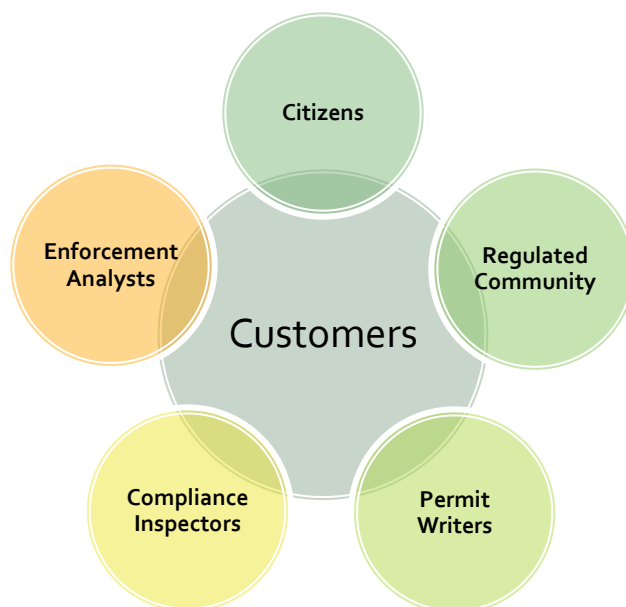 Citizens
Enforcement
Analysts
Regulated
Community
Customers
Compliance
Inspectors
Permit
Writers